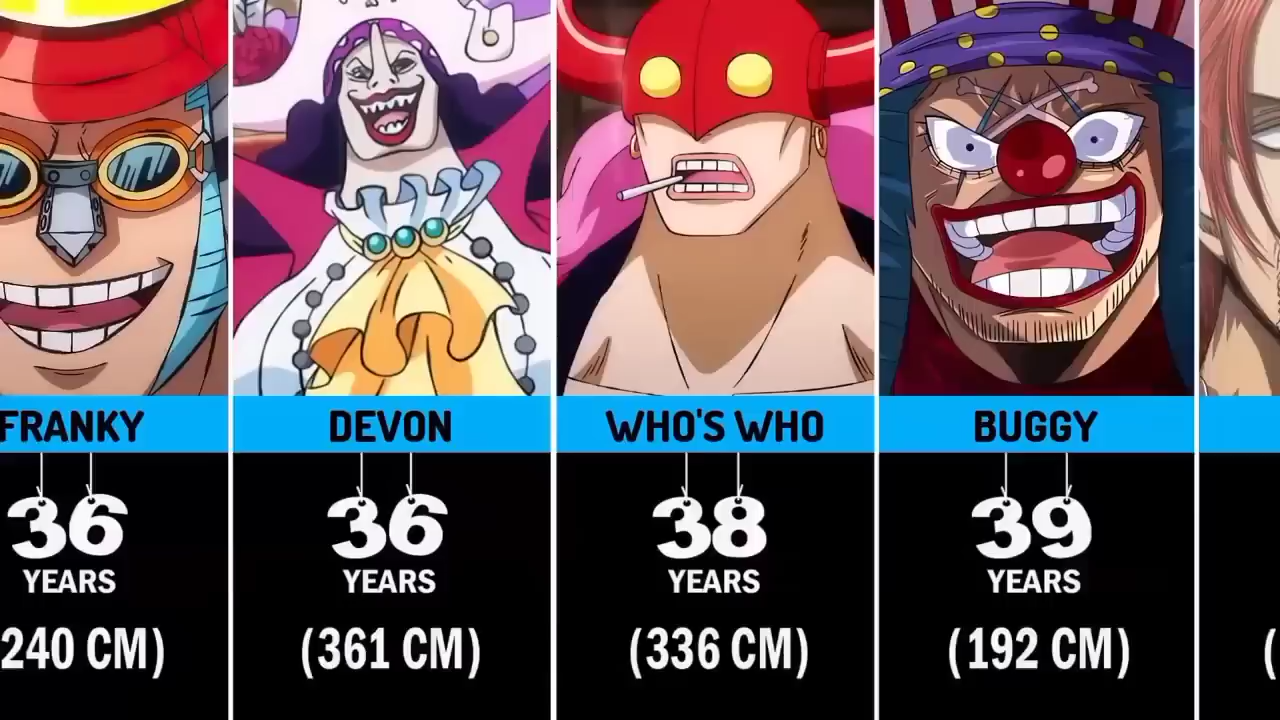 FRANKY
36
YEARS
240 CM)
DEVON
36
YEARS
(361 CM)
WHO'S WHO
38
YEARS
(336 CM)
BUGGY
39
YEARS
(192 CM)
(